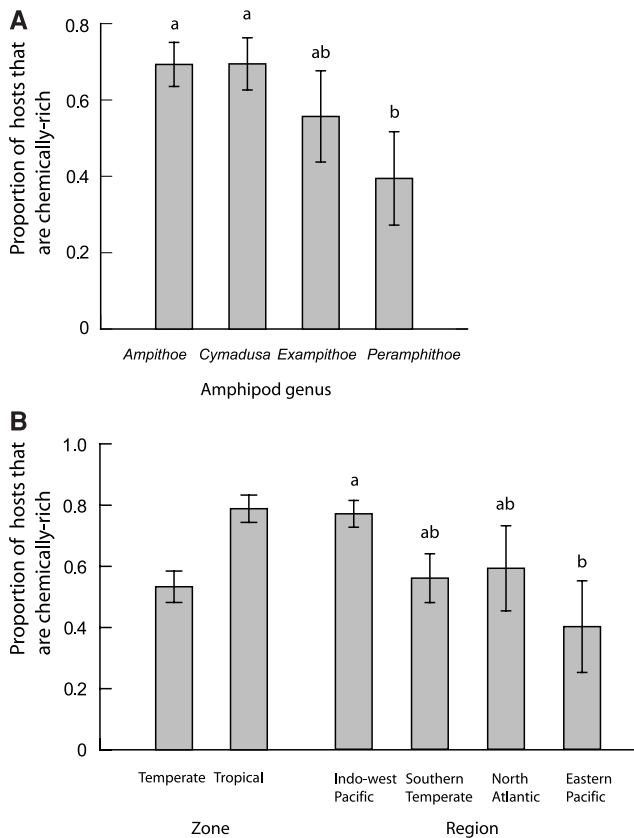 A
Proportion of hosts that
are chemically-rich
0.8
0.6
0.4
0.2
0
a
a
ab
b
Ampithoe Cymadusa Exampithoe Peramphithoe
Amphipod genus
B
Proportion of hosts that
are chemically-rich
1.0
0.8
0.6
0.4
0.2
0
a
ab
ab
b
Temperate Tropical
Indo-west
Pacific
Southern
Temperate
North
Atlantic
Eastern
Pacific
Zone
Region